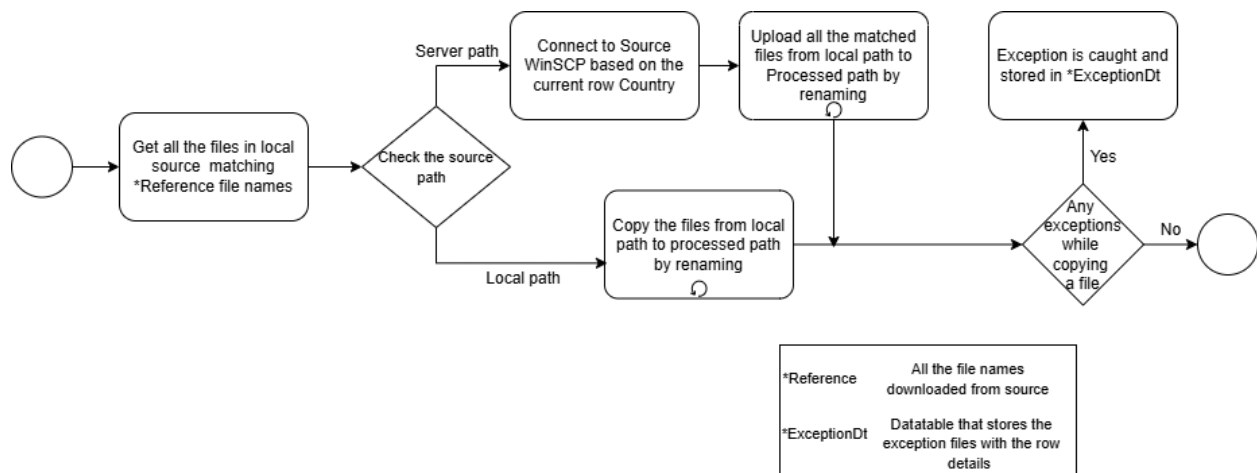 Get all the files in local
source matching
*Reference file names
Check the source
path
Server path
Connect to Source
WinSCP based on the
current row Country
Upload all the matched
files from local path to
Processed path by
renaming
Local path
Copy the files from local
path to processed path
by renaming
Any
exceptions
while
copying
a file
Yes
Exception is caught and
stored in *ExceptionDt
No
*Reference
All the file names
downloaded from source
*ExceptionDt
Datatable that stores the
exception files with the row
details